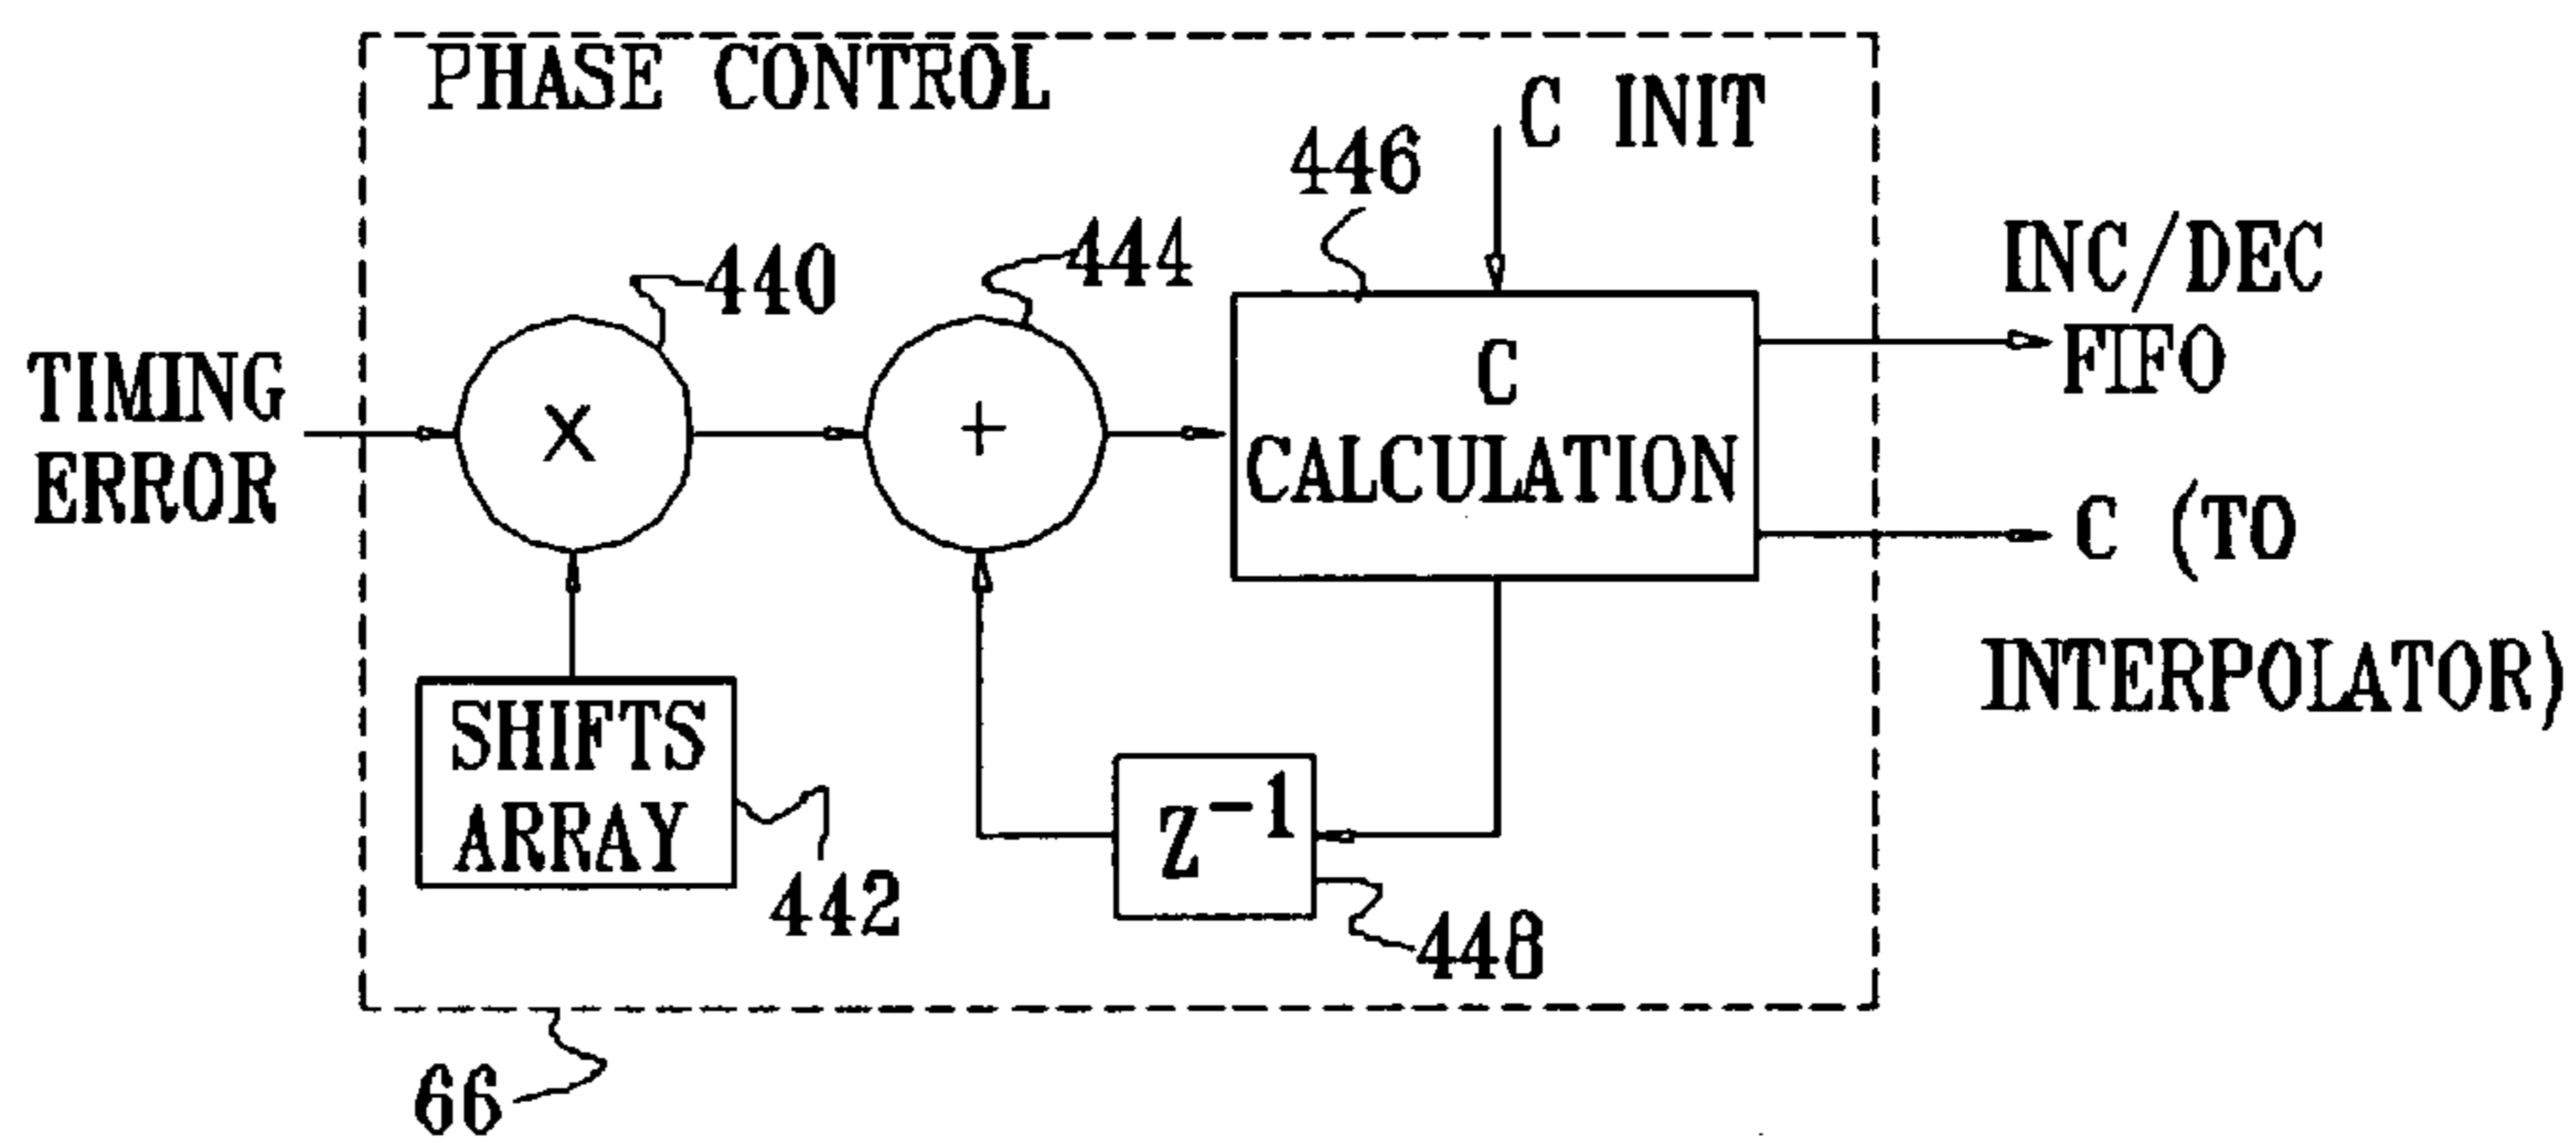 PHASE CONTROL
C INIT
446
444
440
INC/DEC
FIFO
TIMING
ERROR
X
+
C
CALCULATION
C (TO
INTERPOLATOR)
SHIFTS
ARRAY
Z⁻¹
442
448
66